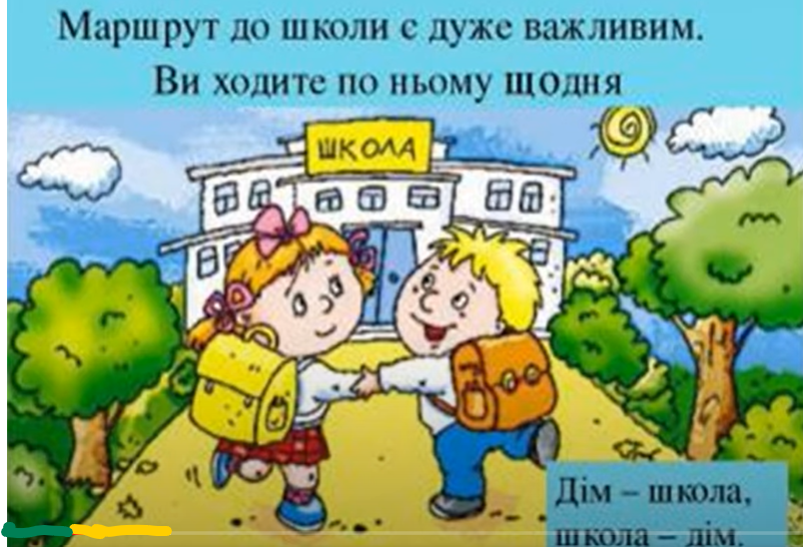 Маршрут до школи є дуже важливим.
Ви ходите по ньому щодня
ШКОЛА
Дім – школа,
школа – дім.